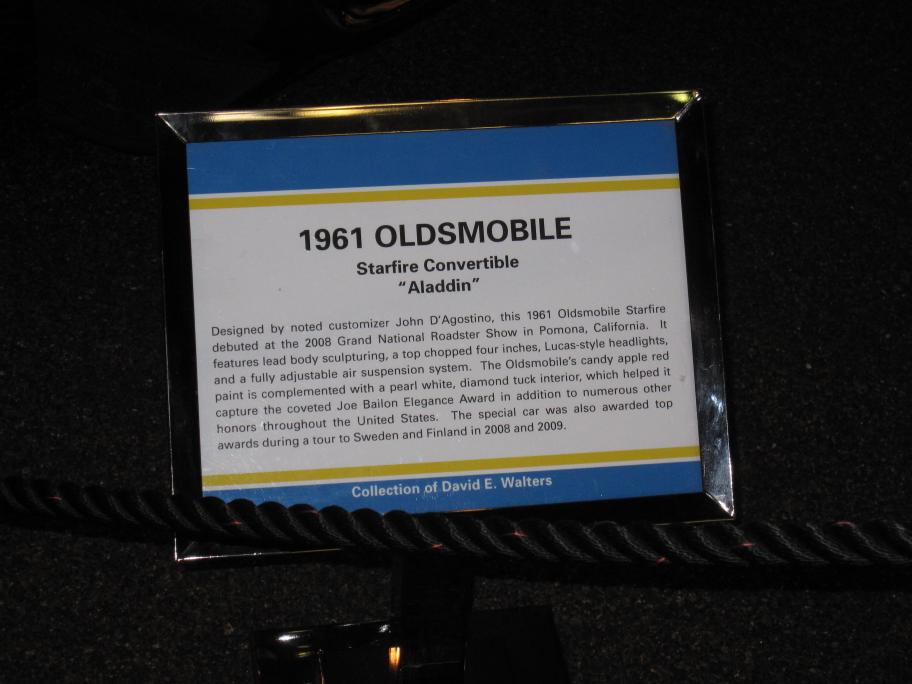 1961 OLDSMOBILE
Starfire Convertible
“Aladdin”
Designed by noted customizer John D’Agostino, this 1961 Oldsmobile Starfire
debuted at the 2008 Grand National Roadster Show in Pomona, California. It
features lead body sculpturing, a top chopped four inches, Lucas-style headlights,
and a fully adjustable air suspension system. The Oldsmobile’s candy apple red
paint is complemented with a pearl white, diamond tuck interior, which helped it
capture the coveted Joe Bailon Elegance Award in addition to numerous other
honors throughout the United States. The special car was also awarded top
awards during a tour to Sweden and Finland in 2008 and 2009.
Collection of David E. Walters